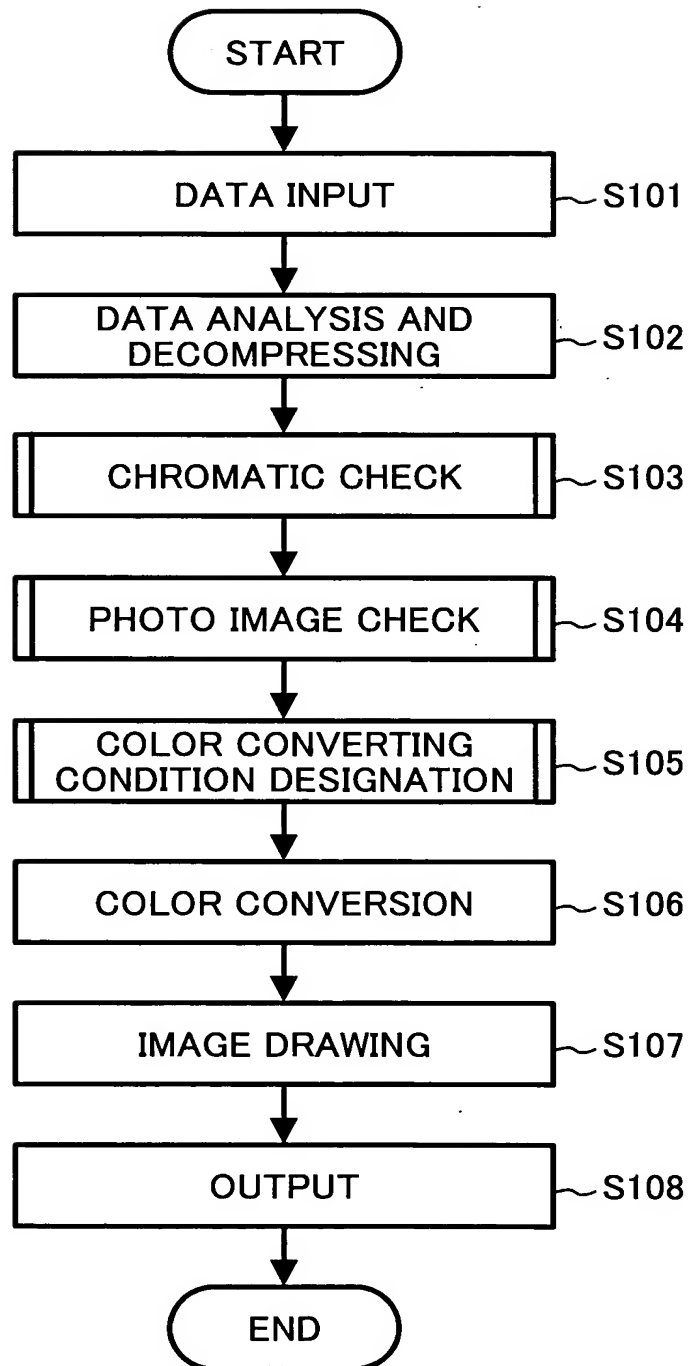 START
DATA INPUT
S101
DATA ANALYSIS AND
DECOMPRESSING
S102
CHROMATIC CHECK
S103
PHOTO IMAGE CHECK
S104
COLOR CONVERTING
CONDITION DESIGNATION
S105
COLOR CONVERSION
S106
IMAGE DRAWING
S107
OUTPUT
S108
END